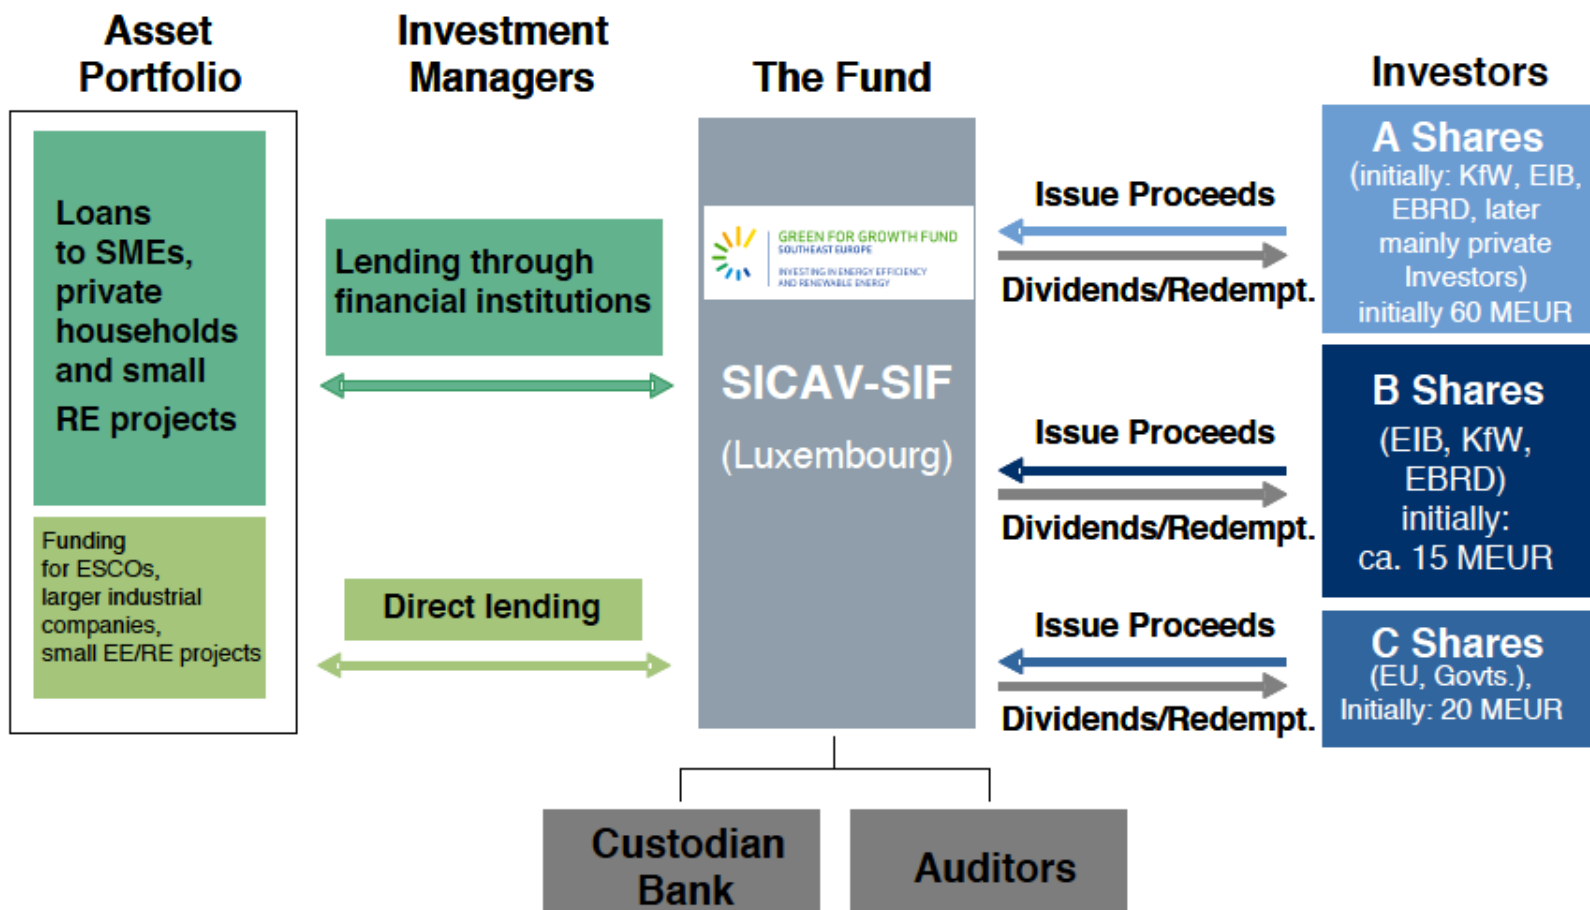 Asset
Portfolio
Investment
Managers
The Fund
Investors
Loans
to SMEs,
private
households
and small
RE projects
Funding
for ESCOs,
larger industrial
companies,
small EE/RE projects
Lending through
financial institutions
Direct lending
GREEN FOR GROWTH FUND
SOUTHEAST EUROPE
INVESTING IN ENERGY EFFICIENCY
AND RENEWABLE ENERGY
SICAV-SIF
(Luxembourg)
Issue Proceeds
Dividends/Redempt.
Issue Proceeds
Dividends/Redempt.
Issue Proceeds
Dividends/Redempt.
A Shares
(initially: KfW, EIB,
EBRD, later
mainly private
Investors)
initially 60 MEUR
B Shares
(EIB, KfW,
EBRD)
initially:
ca. 15 MEUR
C Shares
(EU, Govts.),
Initially: 20 MEUR
Custodian
Bank
Auditors